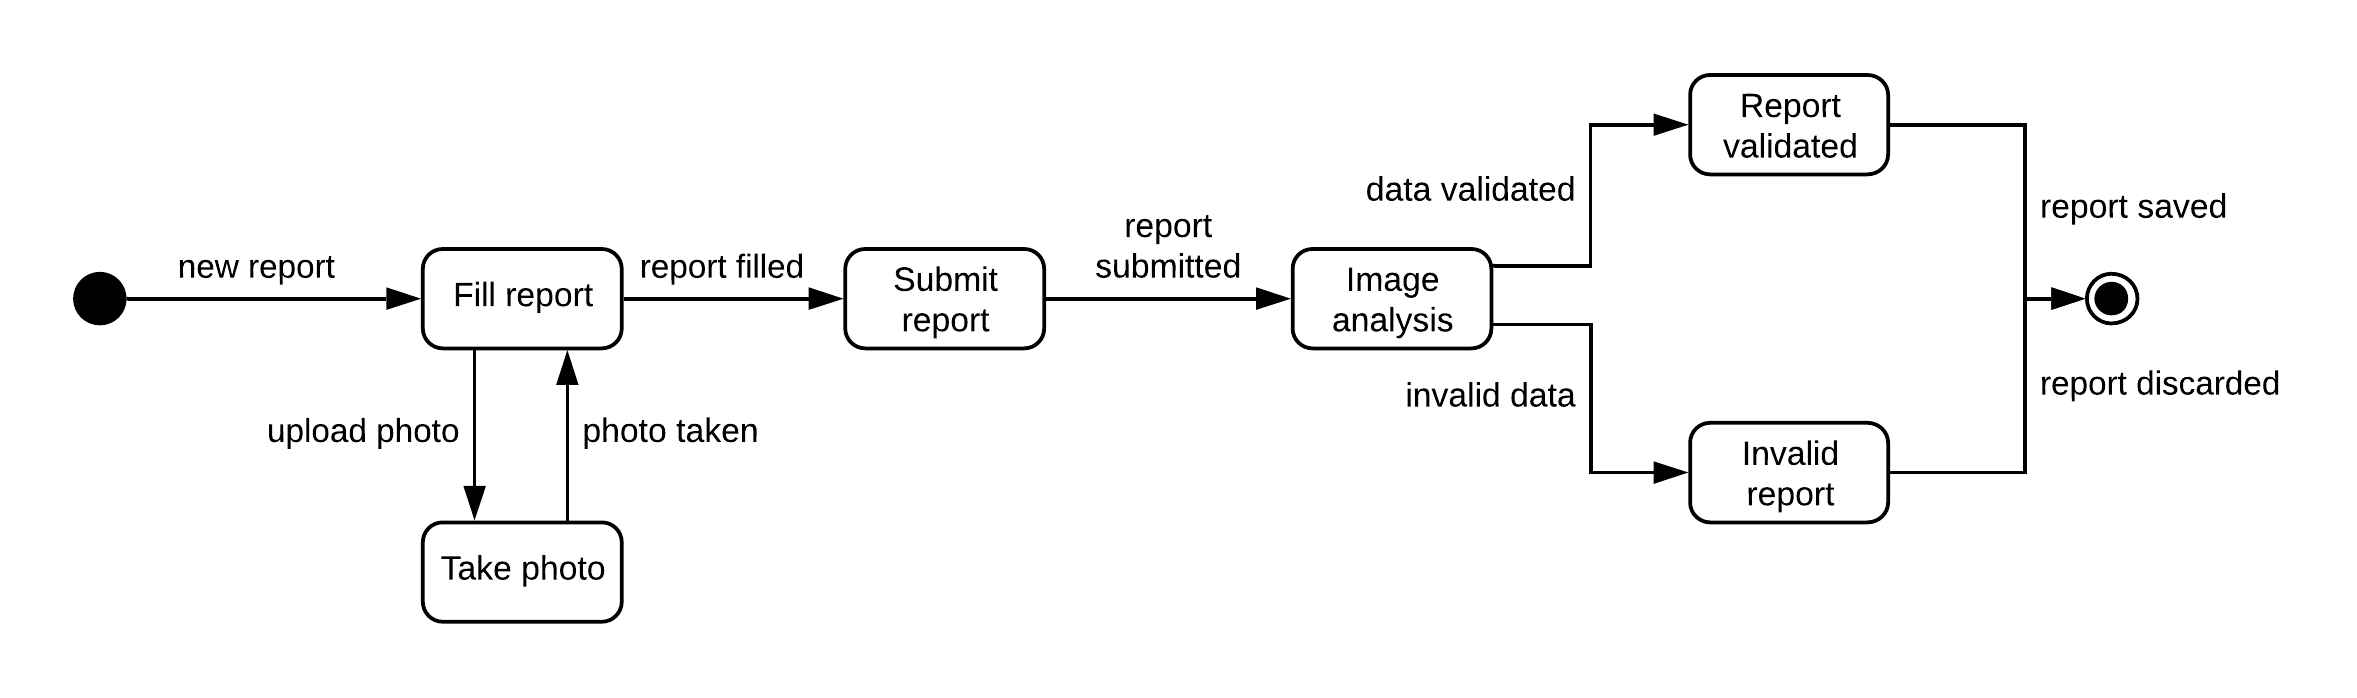 new report
Fill report
upload photo
photo taken
Take photo
report filled
Submit
report
report
submitted
Image
analysis
data validated
invalid data
Report
validated
Invalid
report
report saved
report discarded